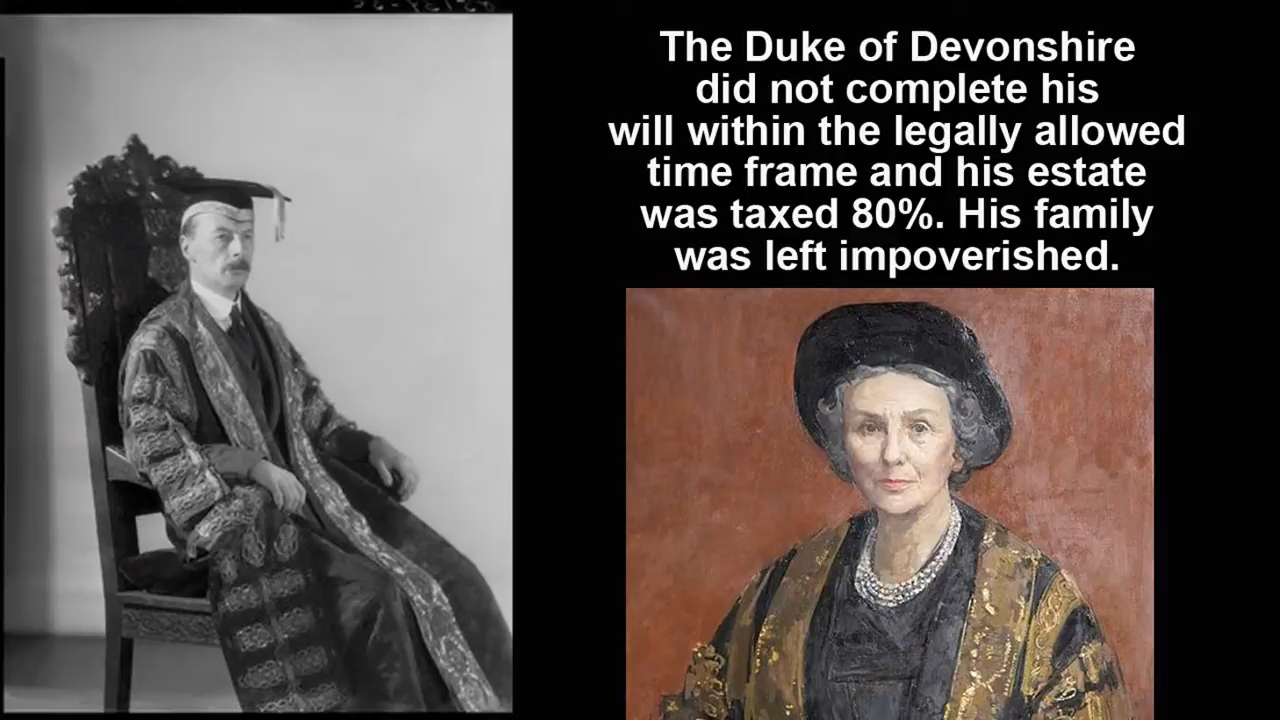 The Duke of Devonshire
did not complete his
will within the legally allowed
time frame and his estate
was taxed 80%. His family
was left impoverished.